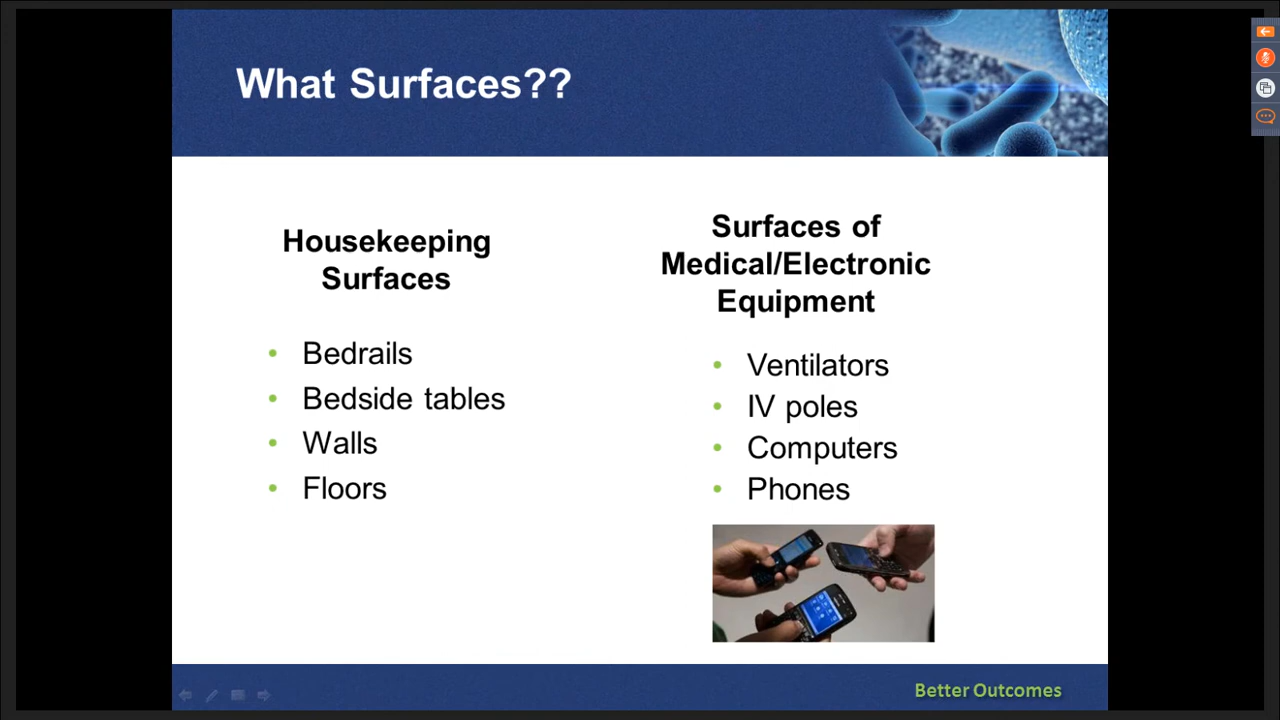 What Surfaces??
Housekeeping
Surfaces
• Bedrails
• Bedside tables
• Walls
• Floors
Surfaces of
Medical/Electronic
Equipment
• Ventilators
• IV poles
• Computers
• Phones
Better Outcomes